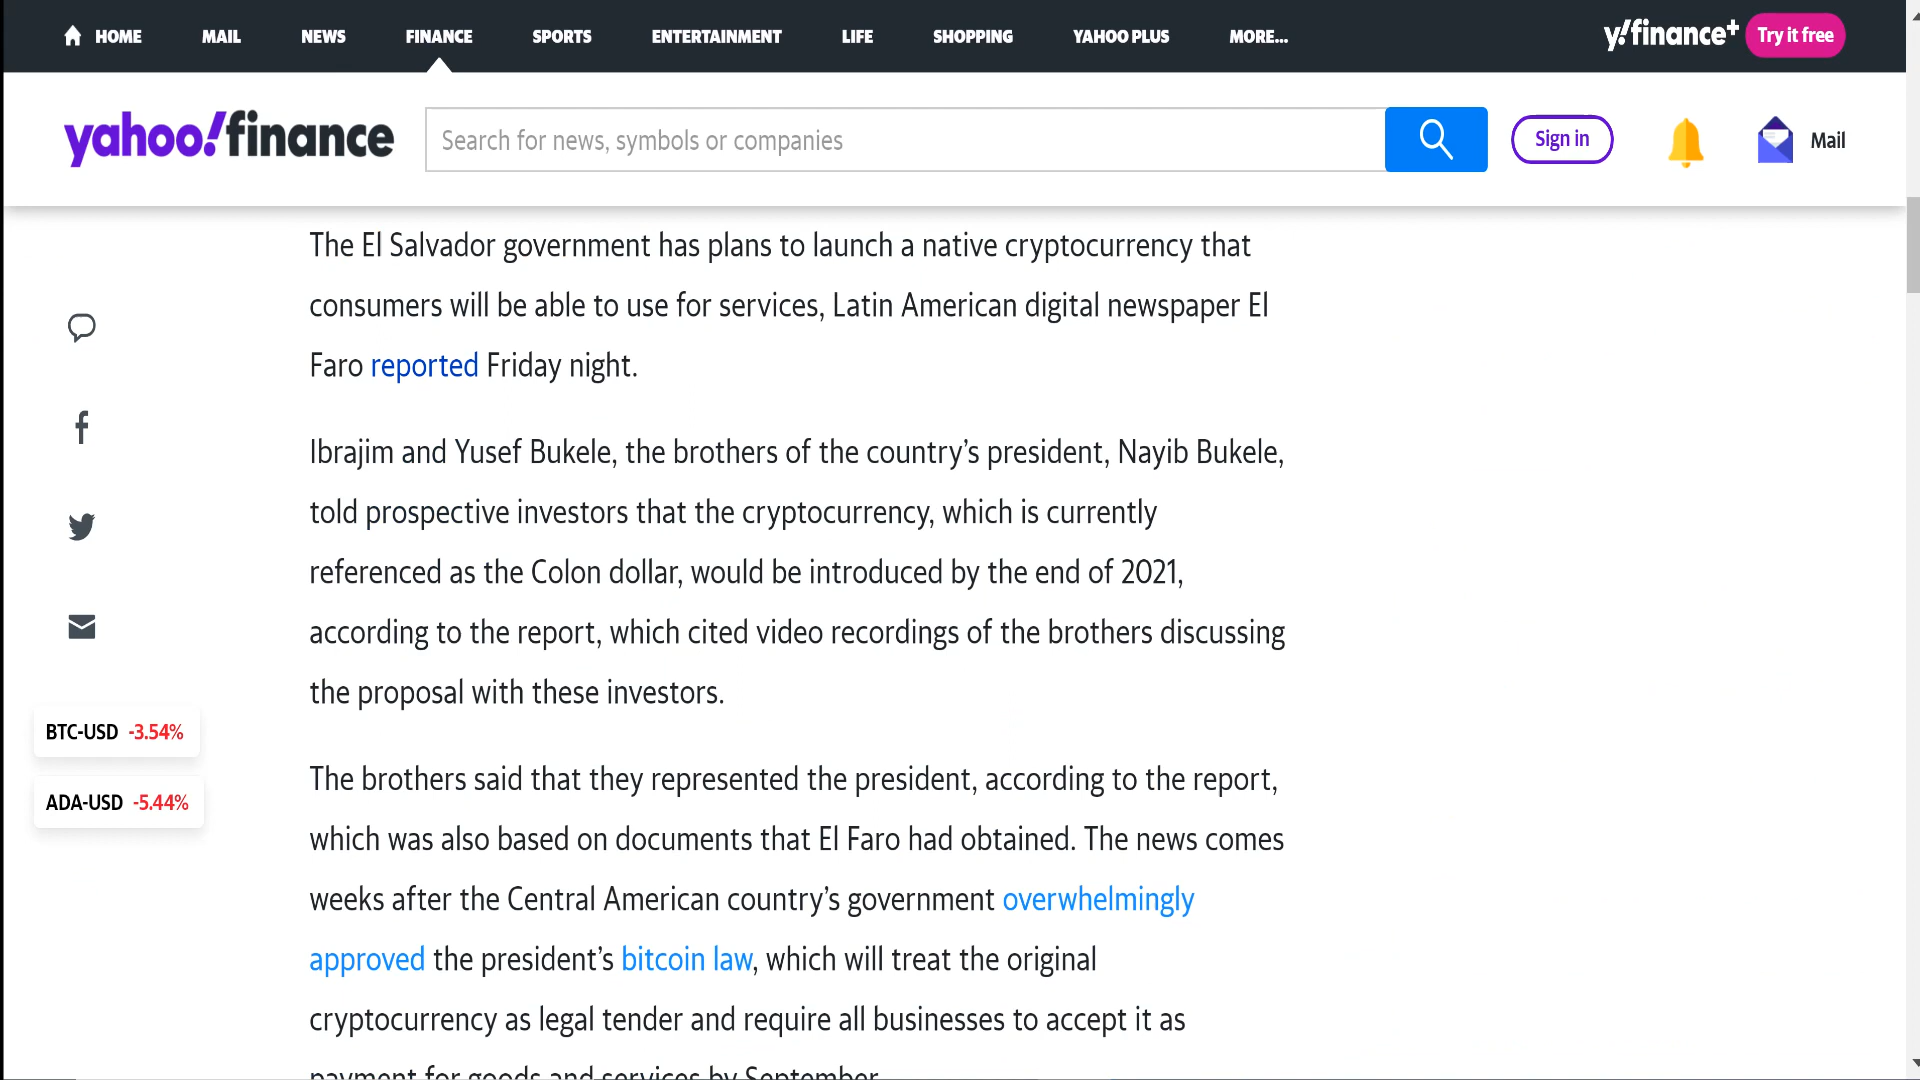 HOME MAIL NEWS FINANCE SPORTS ENTERTAINMENT LIFE SHOPPING YAHOO PLUS MORE... y!finance+ Try it free
yahoo!finance Search for news, symbols or companies Sign in Mail
The El Salvador government has plans to launch a native cryptocurrency that
consumers will be able to use for services, Latin American digital newspaper El
Faro reported Friday night.
Ibrajim and Yusef Bukele, the brothers of the country’s president, Nayib Bukele,
told prospective investors that the cryptocurrency, which is currently
referenced as the Colon dollar, would be introduced by the end of 2021,
according to the report, which cited video recordings of the brothers discussing
the proposal with these investors.
BTC-USD -3.54%
ADA-USD -5.44%
The brothers said that they represented the president, according to the report,
which was also based on documents that El Faro had obtained. The news comes
weeks after the Central American country’s government overwhelmingly
approved the president’s bitcoin law, which will treat the original
cryptocurrency as legal tender and require all businesses to accept it as
payment for goods and services by September.